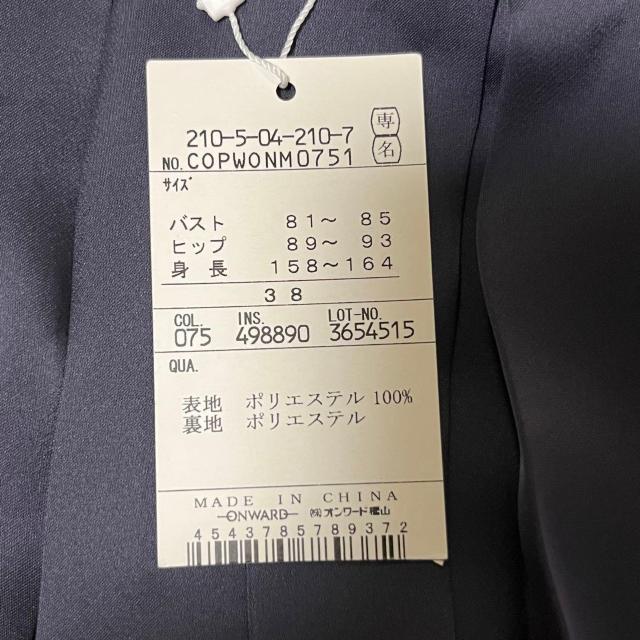 210-5-04-210-7 専
NO. COPWONM0751 名
サイズ
バスト 81～ 85
ヒップ 89～ 93
身 長 158～164
38
COL. INS. LOT-NO.
075 498890 3654515
QUA.
表地 ポリエステル 100%
裏地 ポリエステル
MADE IN CHINA
ONWARD ㈱オンワード樫山
4543785789372